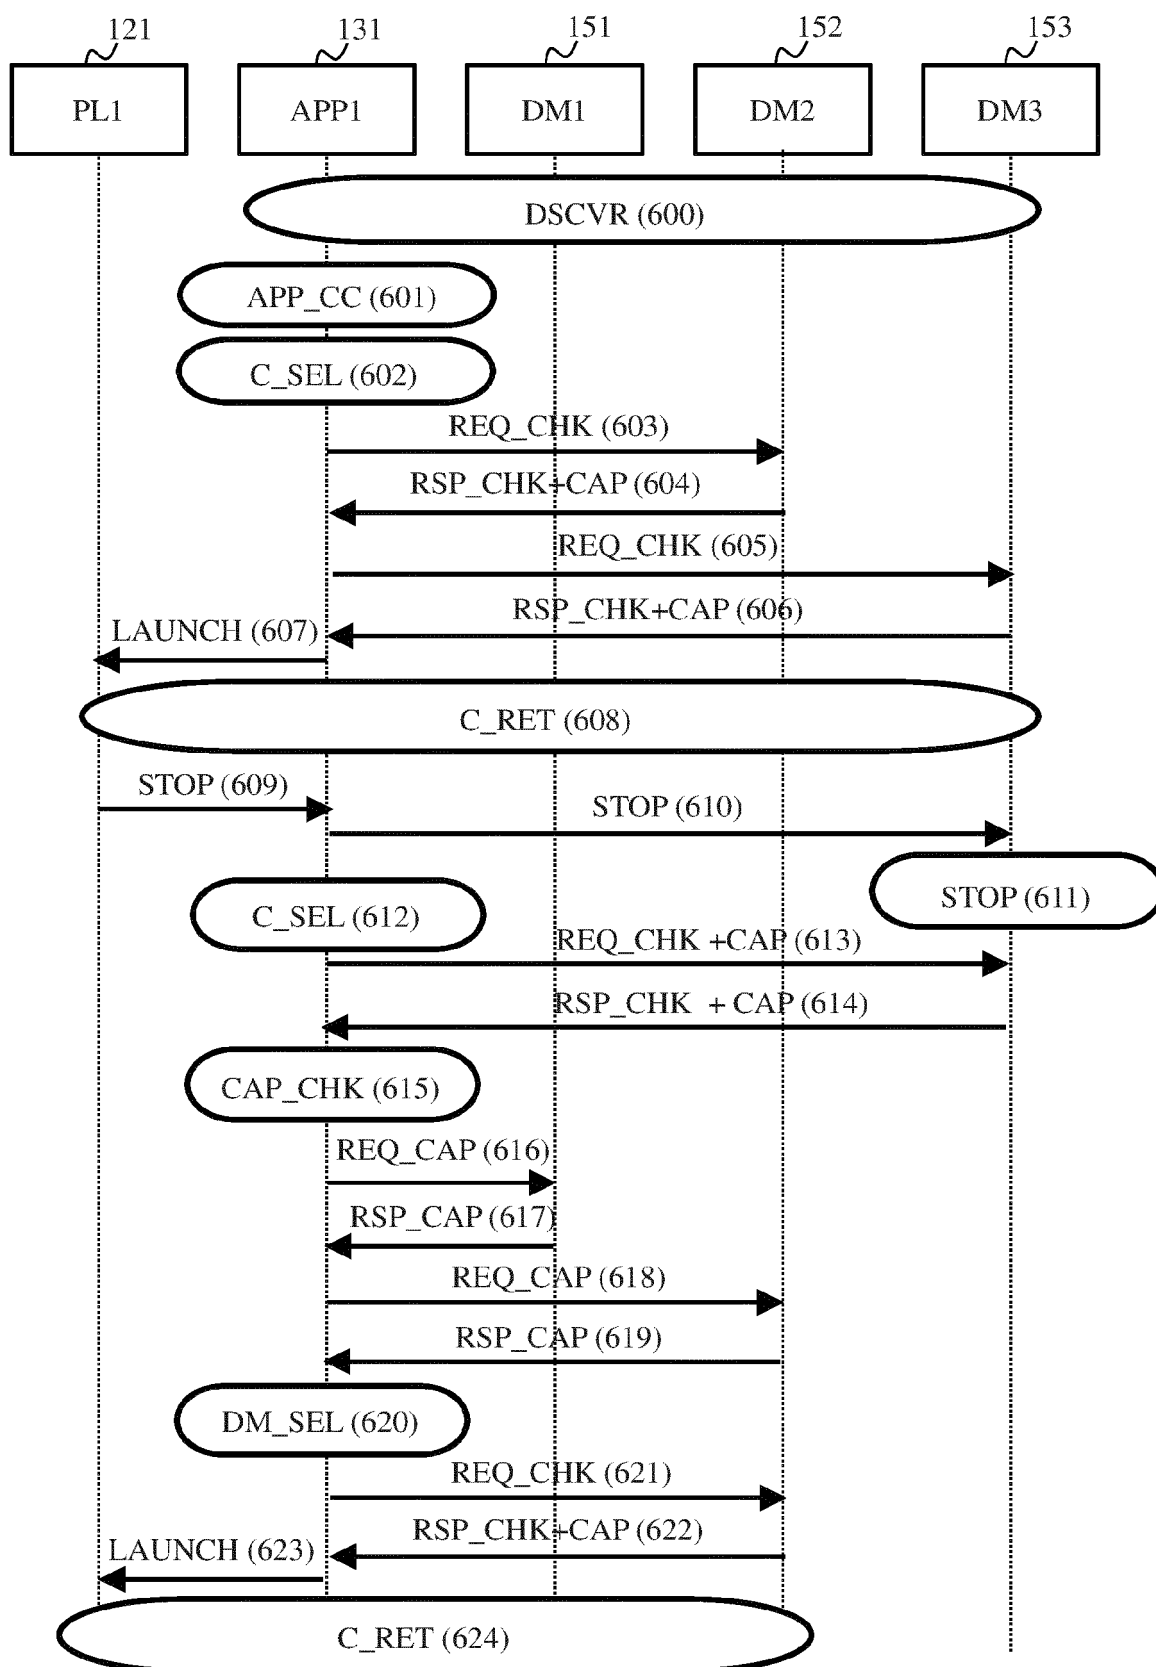 121 131 151 152 153
PL1 APP1 DM1 DM2 DM3
DSCVR (600)
APP_CC (601)
C_SEL (602)
REQ_CHK (603)
RSP_CHK+CAP (604)
REQ_CHK (605)
RSP_CHK+CAP (606)
LAUNCH (607)
C_RET (608)
STOP (609)
STOP (610)
STOP (611)
C_SEL (612)
REQ_CHK +CAP (613)
RSP_CHK + CAP (614)
CAP_CHK (615)
REQ_CAP (616)
RSP_CAP (617)
REQ_CAP (618)
RSP_CAP (619)
DM_SEL (620)
REQ_CHK (621)
RSP_CHK+CAP (622)
LAUNCH (623)
C_RET (624)